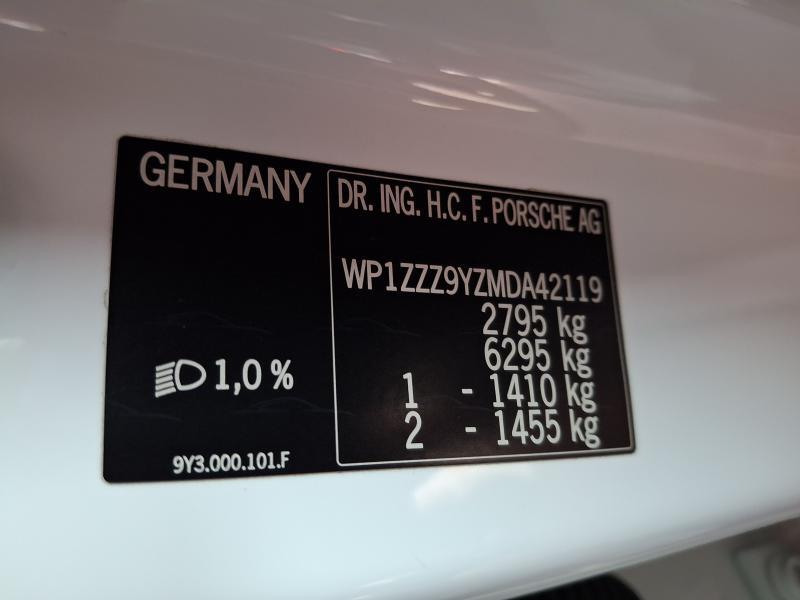 GERMANY
1,0 %
9Y3.000.101.F
DR. ING. H.C. F. PORSCHE AG
WP1ZZZ9YZMDA42119
2795 kg
6295 kg
1 - 1410 kg
2 - 1455 kg